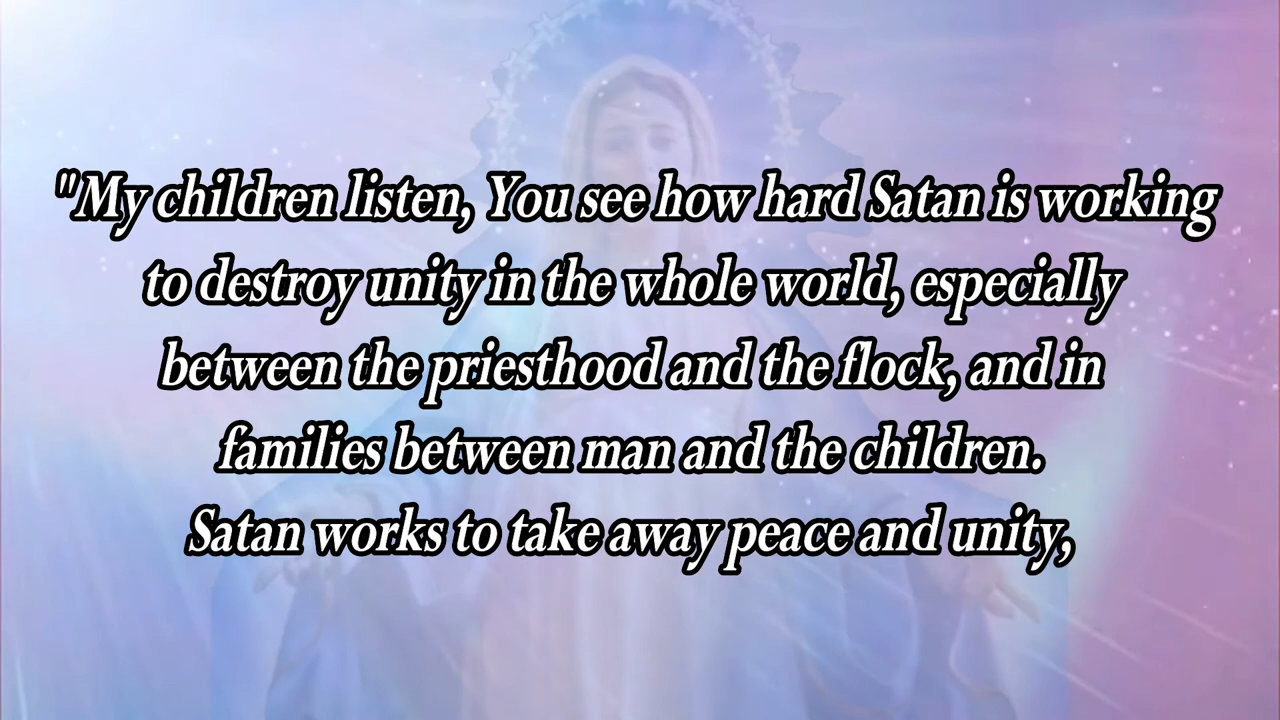 "My children listen, You see how hard Satan is working
to destroy unity in the whole world, especially
between the priesthood and the flock, and in
families between man and the children.
Satan works to take away peace and unity,